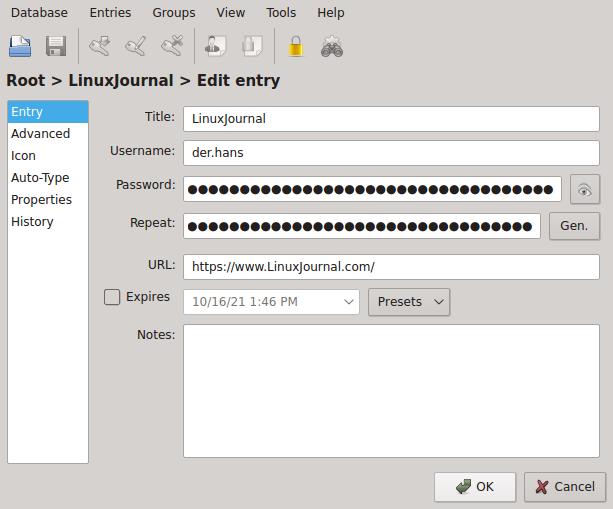 Database Entries Groups View Tools Help
Root > LinuxJournal > Edit entry
Entry
Advanced
Icon
Auto-Type
Properties
History
Title: LinuxJournal
Username: der.hans
Password: ●●●●●●●●●●●●●●●●●●●●●●●●●●●●●●●●●●●
Repeat: ●●●●●●●●●●●●●●●●●●●●●●●●●●●●●●●●● Gen.
URL: https://www.LinuxJournal.com/
Expires 10/16/21 1:46 PM Presets
Notes:
OK Cancel